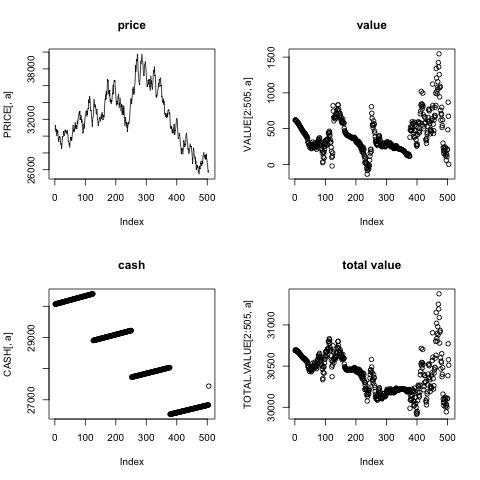 price
PRICE[, a]
38000
32000
26000
0 100 200 300 400 500
Index
value
VALUE[2:505, a]
1500
1000
500
0
0 100 200 300 400 500
Index
cash
CASH[, a]
29000
27000
0 100 200 300 400 500
Index
total value
TOTAL.VALUE[2:505, a]
31000
30500
30000
0 100 200 300 400 500
Index